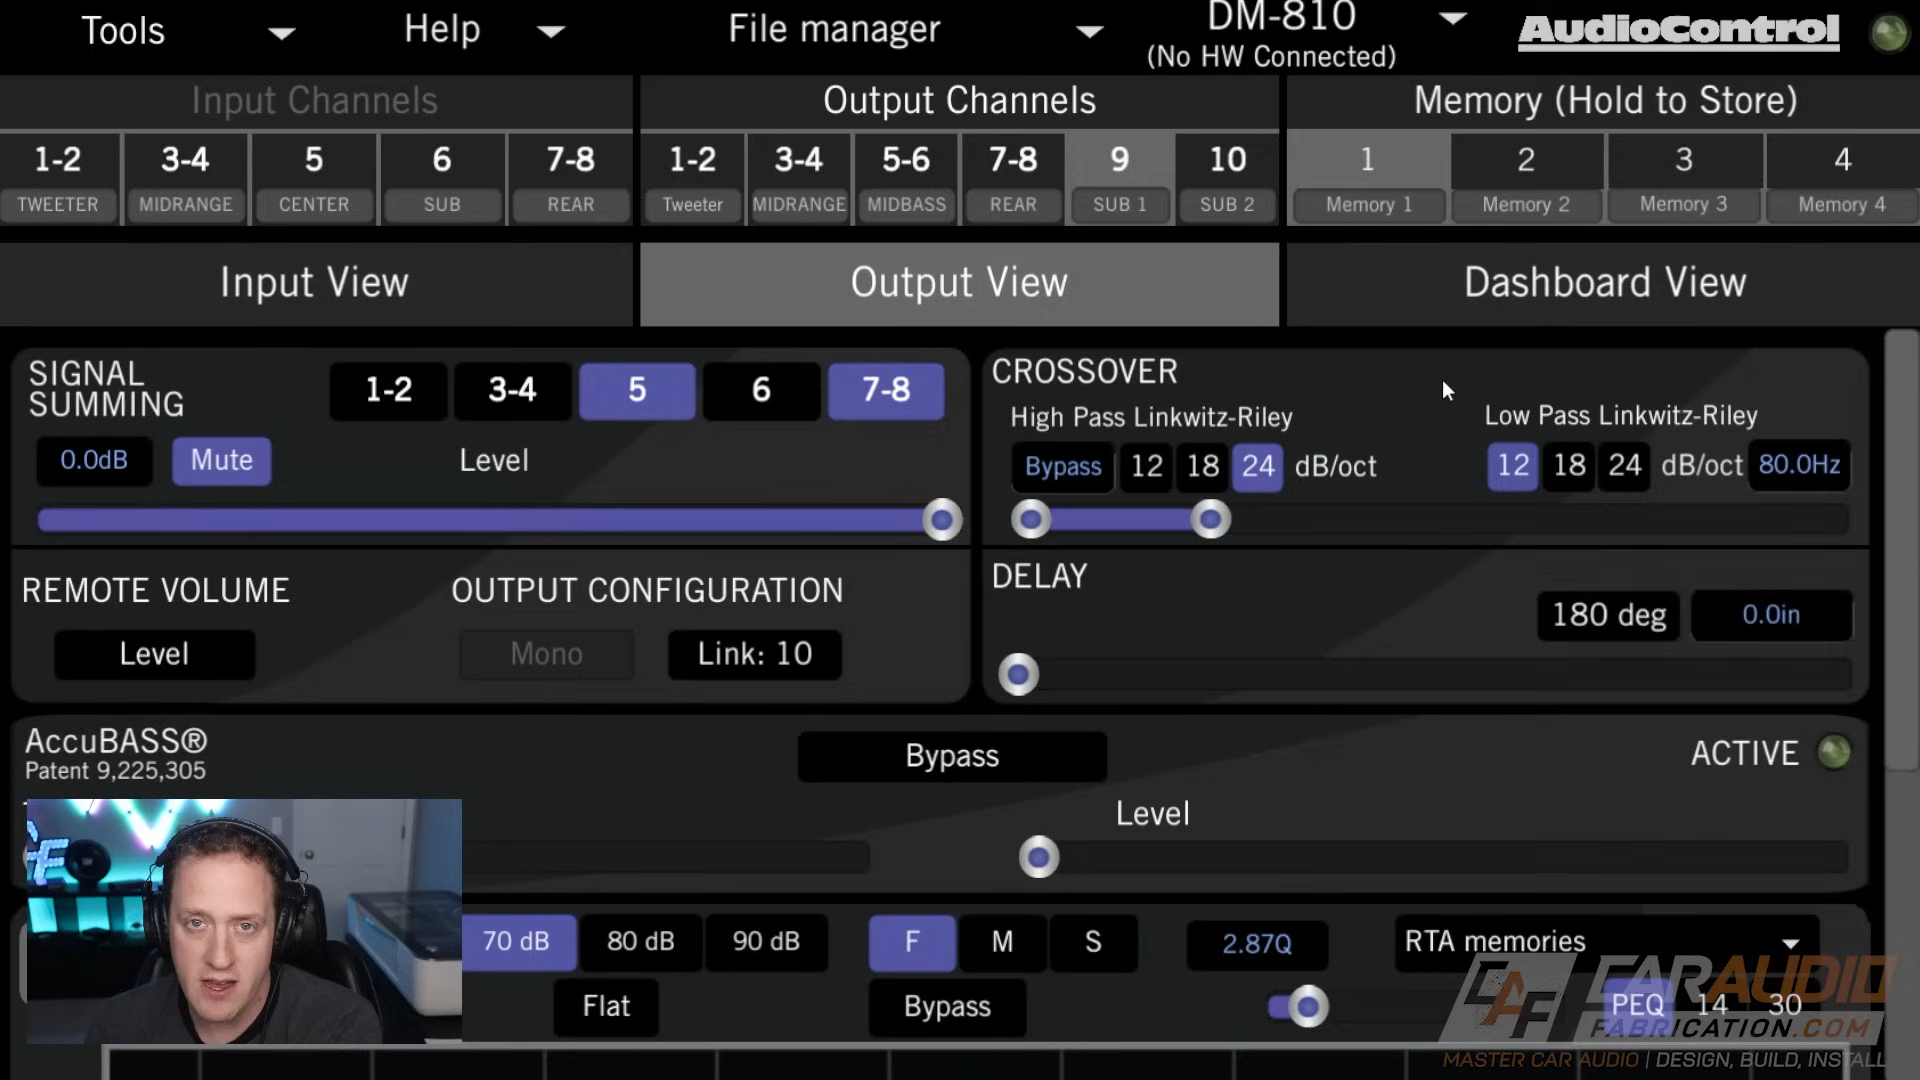 Tools
Help
File manager
DM-810
(No HW Connected)
AudioControl
Input Channels
Output Channels
Memory (Hold to Store)
1-2 3-4 5 6 7-8
TWEETER MIDRANGE CENTER SUB REAR
1-2 3-4 5-6 7-8 9 10
Tweeter MIDRANGE MIDBASS REAR SUB 1 SUB 2
1 2 3 4
Memory 1 Memory 2 Memory 3 Memory 4
Input View
Output View
Dashboard View
SIGNAL
SUMMING
1-2 3-4 5 6 7-8
0.0dB Mute Level
CROSSOVER
High Pass Linkwitz-Riley
Bypass 12 18 24 dB/oct
Low Pass Linkwitz-Riley
12 18 24 dB/oct 80.0Hz
REMOTE VOLUME
Level
OUTPUT CONFIGURATION
Mono Link: 10
DELAY
180 deg 0.0in
AccuBASS®
Patent 9,225,305
Bypass
ACTIVE
Level
70 dB 80 dB 90 dB F M S 2.87Q RTA memories
Flat Bypass PEQ 14 30
CAF CAR AUDIO
FABRICATION.COM
MASTER CAR AUDIO | DESIGN, BUILD, INSTALL